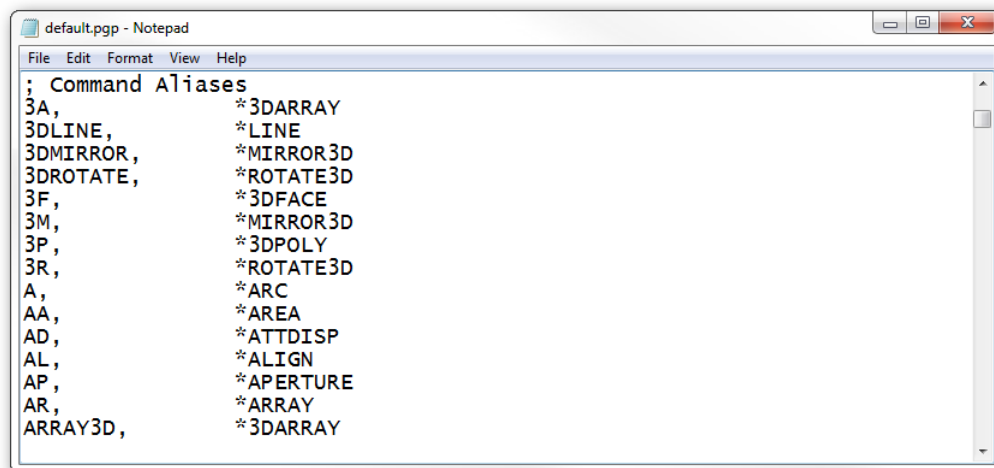 default.pgp - Notepad
File Edit Format View Help
; Command Aliases
3A, *3DARRAY
3DLINE, *LINE
3DMIRROR, *MIRROR3D
3DROTATE, *ROTATE3D
3F, *3DFACE
3M, *MIRROR3D
3P, *3DPOLY
3R, *ROTATE3D
A, *ARC
AA, *AREA
AD, *ATTDISP
AL, *ALIGN
AP, *APERTURE
AR, *ARRAY
ARRAY3D, *3DARRAY